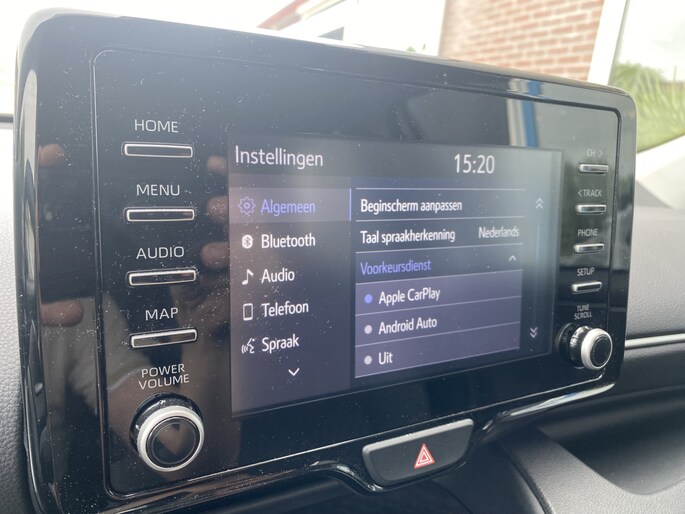 HOME
MENU
AUDIO
MAP
POWER
VOLUME
Instellingen
15:20
Algemeen
Bluetooth
Audio
Telefoon
Spraak
Beginscherm aanpassen
Taal spraakherkenning Nederlands
Voorkeursdienst
Apple CarPlay
Android Auto
Uit
CH >
< TRACK
PHONE
SETUP
TUNE
SCROLL